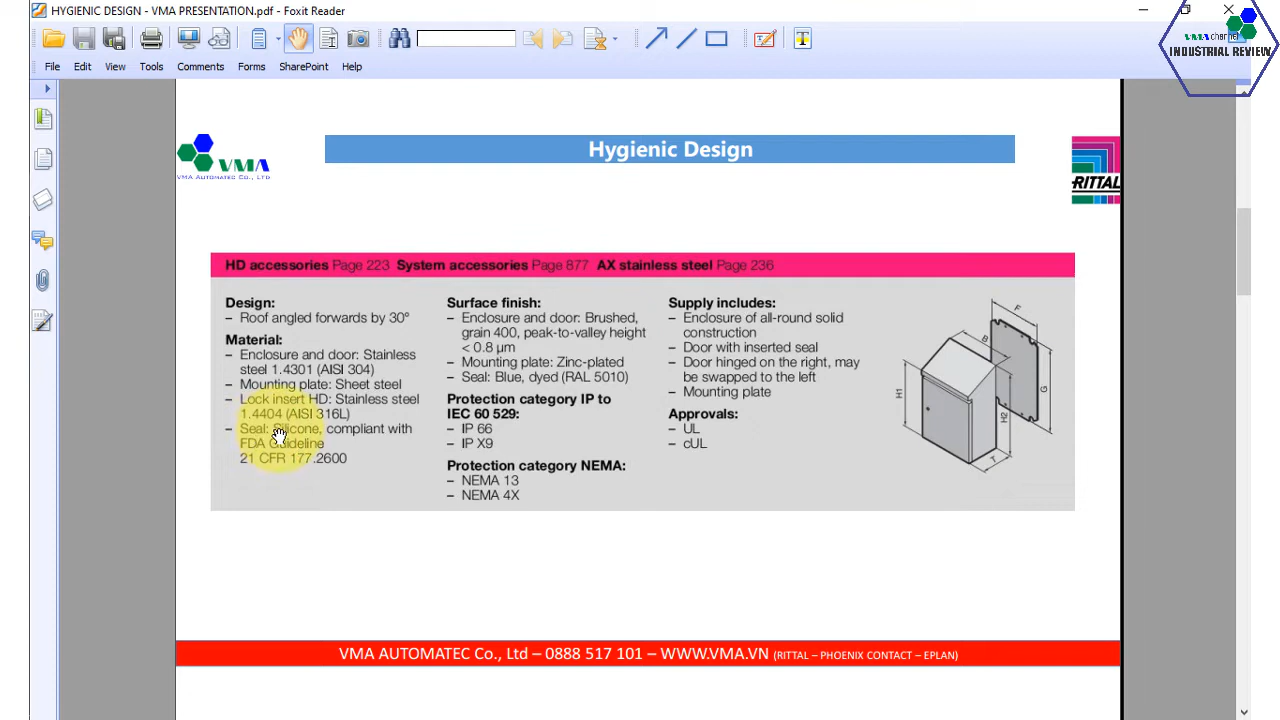 HYGIENIC DESIGN - VMA PRESENTATION.pdf - Foxit Reader
VMA channel
INDUSTRIAL REVIEW
File Edit View Tools Comments Forms SharePoint Help
VMA
VMA AUTOMATEC Co., Ltd
Hygienic Design
RITTAL
HD accessories Page 223 System accessories Page 877 AX stainless steel Page 236
Design:
– Roof angled forwards by 30°
Material:
– Enclosure and door: Stainless
steel 1.4301 (AISI 304)
– Mounting plate: Sheet steel
– Lock insert HD: Stainless steel
1.4404 (AISI 316L)
– Seal: Silicone, compliant with
FDA Guideline
21 CFR 177.2600
Surface finish:
– Enclosure and door: Brushed,
grain 400, peak-to-valley height
< 0.8 μm
– Mounting plate: Zinc-plated
– Seal: Blue, dyed (RAL 5010)
Protection category IP to
IEC 60 529:
– IP 66
– IP X9
Protection category NEMA:
– NEMA 13
– NEMA 4X
Supply includes:
– Enclosure of all-round solid
construction
– Door with inserted seal
– Door hinged on the right, may
be swapped to the left
– Mounting plate
Approvals:
– UL
– cUL
F
B
G
H1
H2
T
VMA AUTOMATEC Co., Ltd – 0888 517 101 – WWW.VMA.VN (RITTAL – PHOENIX CONTACT – EPLAN)